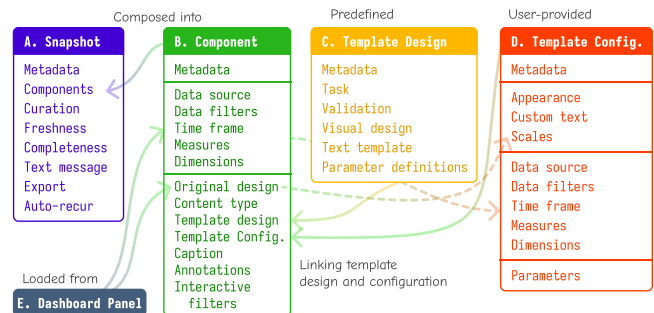 Composed into
Predefined
User-provided
A. Snapshot
Metadata
Components
Curation
Freshness
Completeness
Text message
Export
Auto-recur
B. Component
Metadata
Data source
Data filters
Time frame
Measures
Dimensions
Original design
Content type
Template design
Template Config.
Caption
Annotations
Interactive
filters
C. Template Design
Metadata
Task
Validation
Visual design
Text template
Parameter definitions
D. Template Config.
Metadata
Appearance
Custom text
Scales
Data source
Data filters
Time frame
Measures
Dimensions
Parameters
Linking template
design and configuration
Loaded from
E. Dashboard Panel